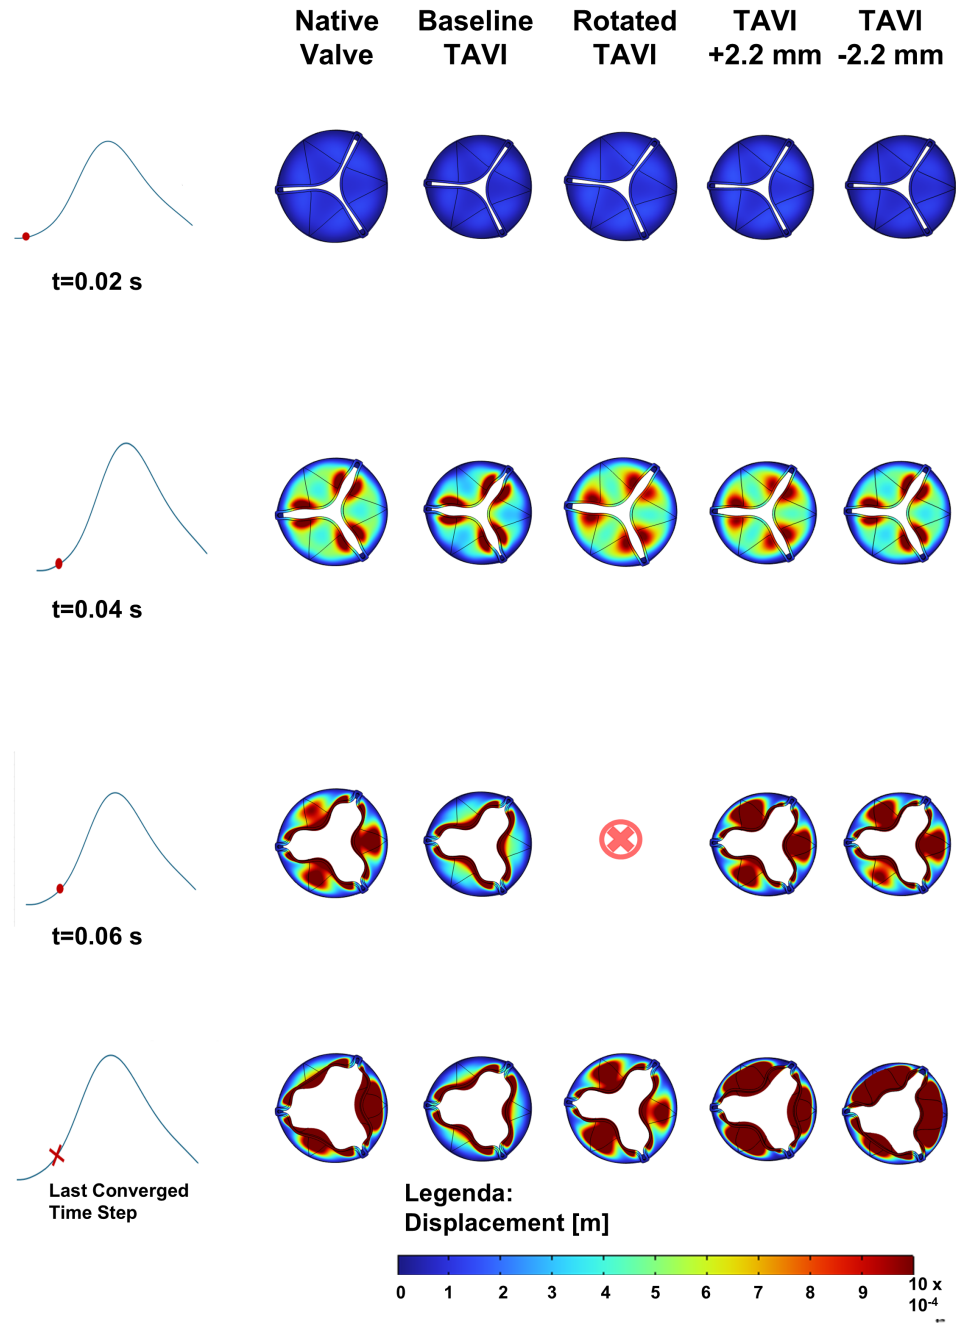 Native Valve
Baseline TAVI
Rotated TAVI
TAVI +2.2 mm
TAVI -2.2 mm
t=0.02 s
t=0.04 s
t=0.06 s
Last Converged
Time Step
Legenda:
Displacement [m]
0 1 2 3 4 5 6 7 8 9 10 x
10-4